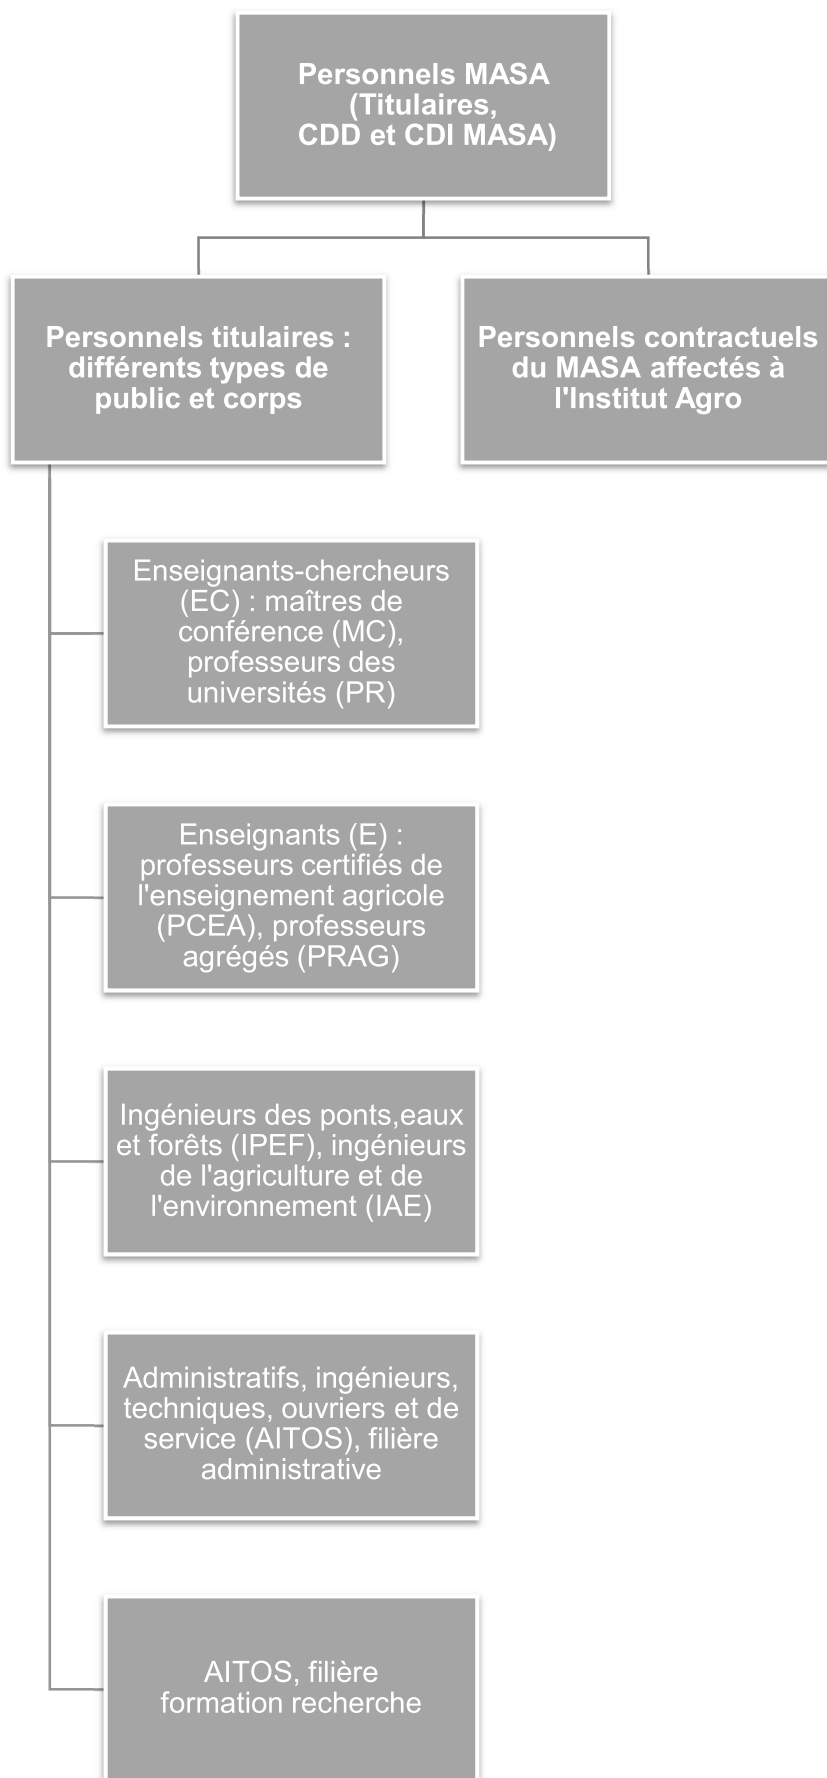 Personnels MASA
(Titulaires,
CDD et CDI MASA)
Personnels titulaires :
différents types de
public et corps
Personnels contractuels
du MASA affectés à
l'Institut Agro
Enseignants-chercheurs
(EC) : maîtres de
conférence (MC),
professeurs des
universités (PR)
Enseignants (E) :
professeurs certifiés de
l'enseignement agricole
(PCEA), professeurs
agrégés (PRAG)
Ingénieurs des ponts,eaux
et forêts (IPEF), ingénieurs
de l'agriculture et de
l'environnement (IAE)
Administratifs, ingénieurs,
techniques, ouvriers et de
service (AITOS), filière
administrative
AITOS, filière
formation recherche